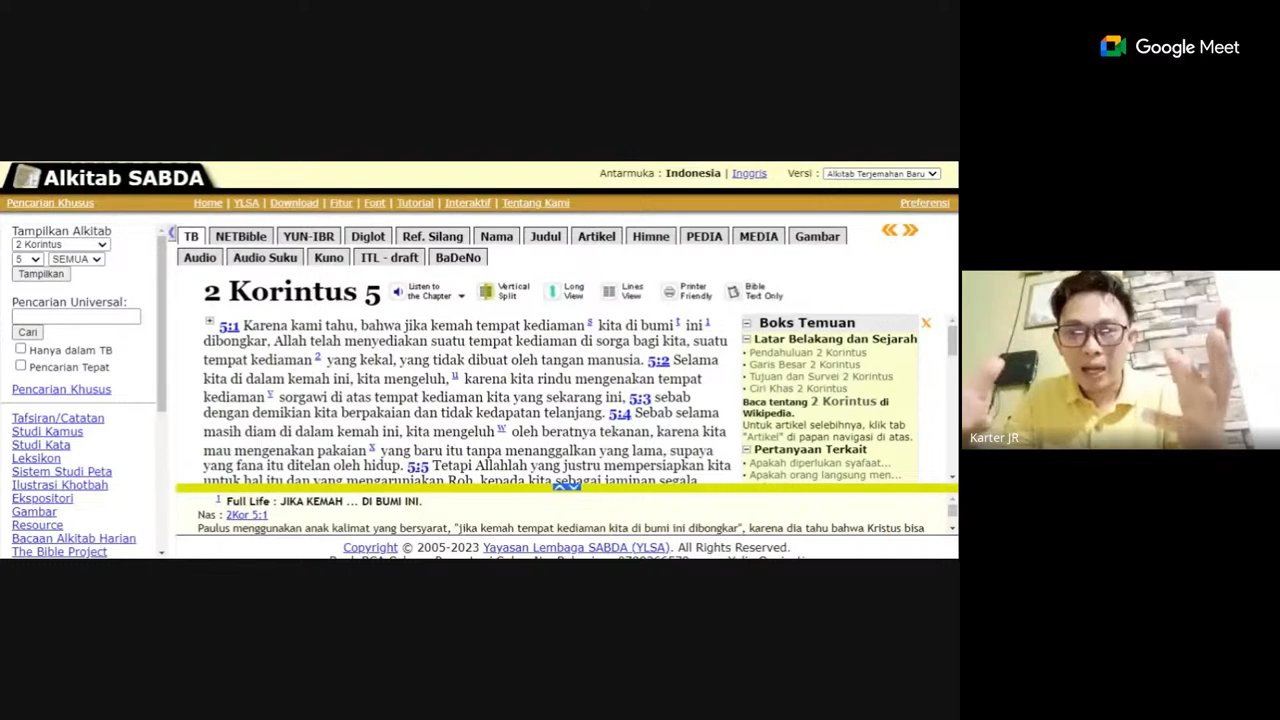 Google Meet
Alkitab SABDA
Antarmuka : Indonesia | Inggris Versi : Alkitab Terjemahan Baru
Pencarian Khusus
Home | YLSA | Download | Fitur | Font | Tutorial | Interaktif | Tentang Kami
Preferensi
Tampilkan Alkitab
2 Korintus
5 SEMUA
Tampilkan
Pencarian Universal:
Cari
Hanya dalam TB
Pencarian Tepat
Pencarian Khusus
Tafsiran/Catatan
Studi Kamus
Studi Kata
Leksikon
Sistem Studi Peta
Ilustrasi Khotbah
Ekspositori
Gambar
Resource
Bacaan Alkitab Harian
The Bible Project
TB NETBible YUN-IBR Diglot Ref. Silang Nama Judul Artikel Himne PEDIA MEDIA Gambar
Audio Audio Suku Kuno ITL - draft BaDeNo
2 Korintus 5
Listen to
the Chapter
Vertical
Split
Long
View
Lines
View
Printer
Friendly
Bible
Text Only
5:1 Karena kami tahu, bahwa jika kemah tempat kediaman s kita di bumi t ini 1
dibongkar, Allah telah menyediakan suatu tempat kediaman di sorga bagi kita, suatu
tempat kediaman 2 yang kekal, yang tidak dibuat oleh tangan manusia. 5:2 Selama
kita di dalam kemah ini, kita mengeluh, u karena kita rindu mengenakan tempat
kediaman v sorgawi di atas tempat kediaman kita yang sekarang ini, 5:3 sebab
dengan demikian kita berpakaian dan tidak kedapatan telanjang. 5:4 Sebab selama
masih diam di dalam kemah ini, kita mengeluh w oleh beratnya tekanan, karena kita
mau mengenakan pakaian x yang baru itu tanpa menanggalkan yang lama, supaya
yang fana itu ditelan oleh hidup. 5:5 Tetapi Allahlah yang justru mempersiapkan kita
untuk hal itu dan yang mengaruniakan Roh, kepada kita sebagai jaminan segala
Boks Temuan
Latar Belakang dan Sejarah
• Pendahuluan 2 Korintus
• Garis Besar 2 Korintus
• Tujuan dan Survei 2 Korintus
• Ciri Khas 2 Korintus
Baca tentang 2 Korintus di
Wikipedia.
Untuk artikel selebihnya, klik tab
"Artikel" di papan navigasi di atas.
Pertanyaan Terkait
• Apakah diperlukan syafaat...
• Apakah orang langsung men...
1 Full Life : JIKA KEMAH ... DI BUMI INI.
Nas : 2Kor 5:1
Paulus menggunakan anak kalimat yang bersyarat, "jika kemah tempat kediaman kita di bumi ini dibongkar", karena dia tahu bahwa Kristus bisa
Copyright © 2005-2023 Yayasan Lembaga SABDA (YLSA). All Rights Reserved.
Karter JR